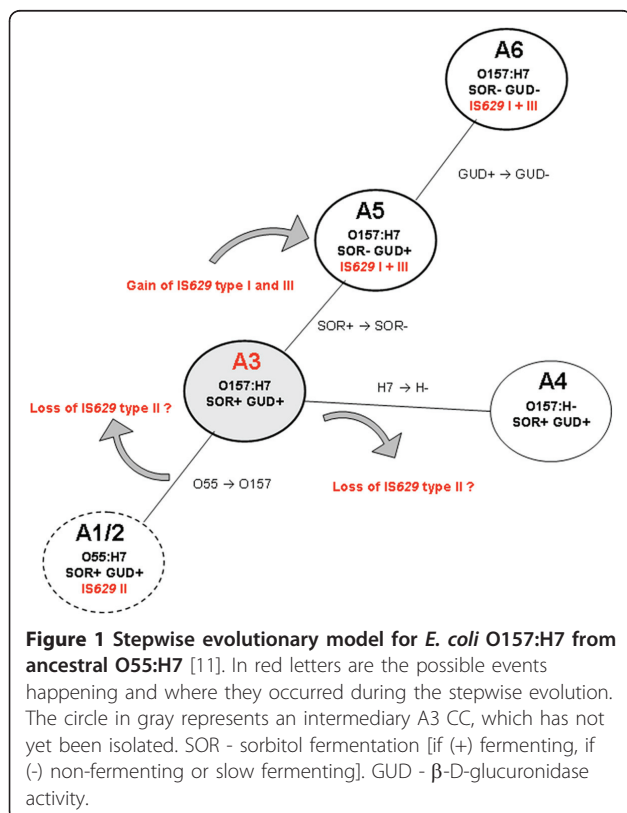 A6
O157:H7
SOR- GUD-
IS629 I + III
GUD+ → GUD-
A5
O157:H7
SOR- GUD+
IS629 I + III
Gain of IS629 type I and III
SOR+ → SOR-
A3
O157:H7
SOR+ GUD+
H7 → H-
A4
O157:H-
SOR+ GUD+
Loss of IS629 type II ?
Loss of IS629 type II ?
O55 → O157
A1/2
O55:H7
SOR+ GUD+
IS629 II
Figure 1 Stepwise evolutionary model for E. coli O157:H7 from
ancestral O55:H7 [11]. In red letters are the possible events
happening and where they occurred during the stepwise evolution.
The circle in gray represents an intermediary A3 CC, which has not
yet been isolated. SOR - sorbitol fermentation [if (+) fermenting, if
(-) non-fermenting or slow fermenting]. GUD - β-D-glucuronidase
activity.